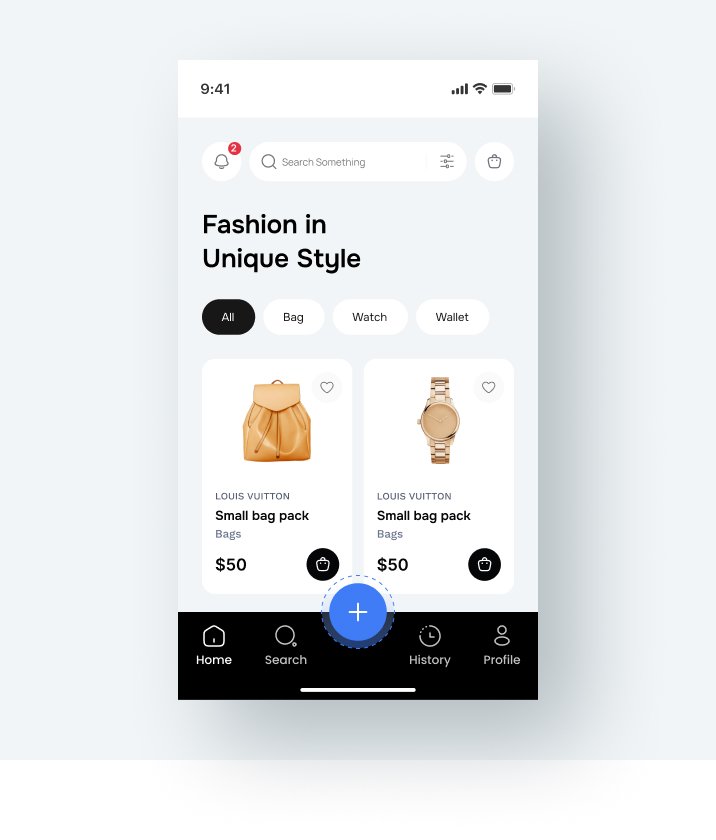 9:41
2
Search Something
Fashion in
Unique Style
All Bag Watch Wallet
LOUIS VUITTON LOUIS VUITTON
Small bag pack Small bag pack
Bags Bags
$50 $50
Home Search History Profile